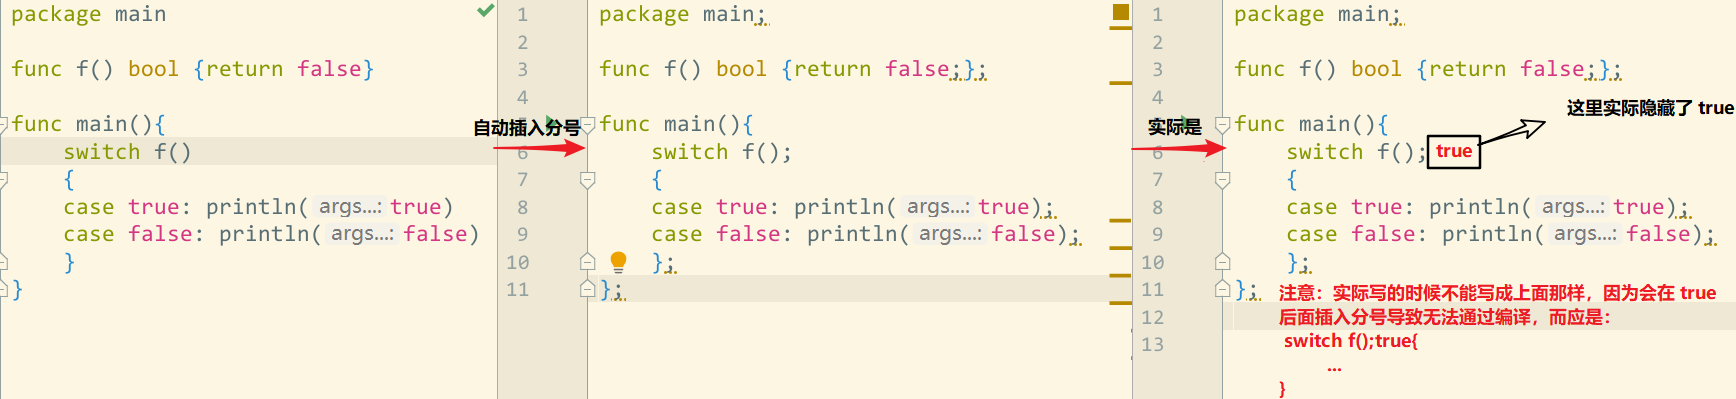 package main
func f() bool {return false}
func main(){
switch f()
{
case true: println( args...: true)
case false: println( args...: false)
}
}
自动插入分号
1 package main;
2
3 func f() bool {return false;};
4
5 func main(){
6 switch f();
7 {
8 case true: println( args...: true);
9 case false: println( args...: false);
10 };
11 };
实际是
1 package main;
2
3 func f() bool {return false;};
4
这里实际隐藏了 true
func main(){
6 switch f(); true
7 {
8 case true: println( args...: true);
9 case false: println( args...: false);
10 };
11 };
12
13
注意：实际写的时候不能写成上面那样，因为会在 true
后面插入分号导致无法通过编译，而应是：
switch f();true{
...
}